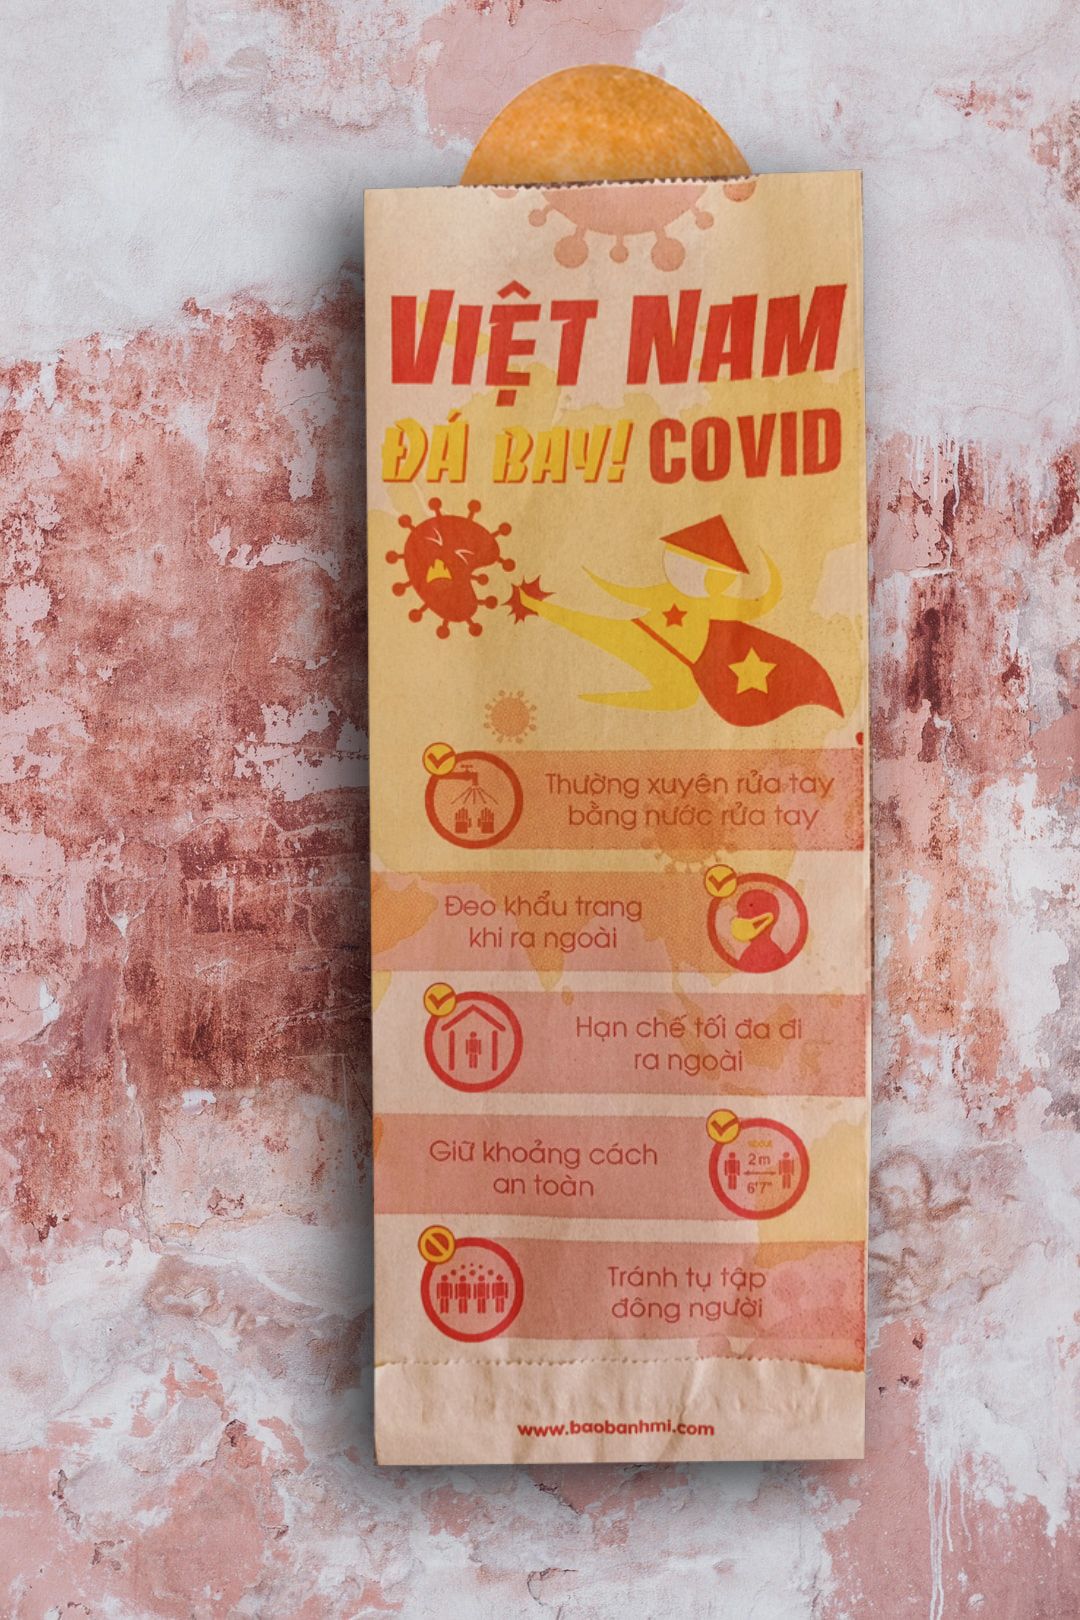 VIỆT NAM
ĐÁ BAY! COVID
Thường xuyên rửa tay
bằng nước rửa tay
Đeo khẩu trang
khi ra ngoài
Hạn chế tối đa đi
ra ngoài
Giữ khoảng cách
an toàn
about
2m
6'7"
Tránh tụ tập
đông người
www.baobanhmi.com